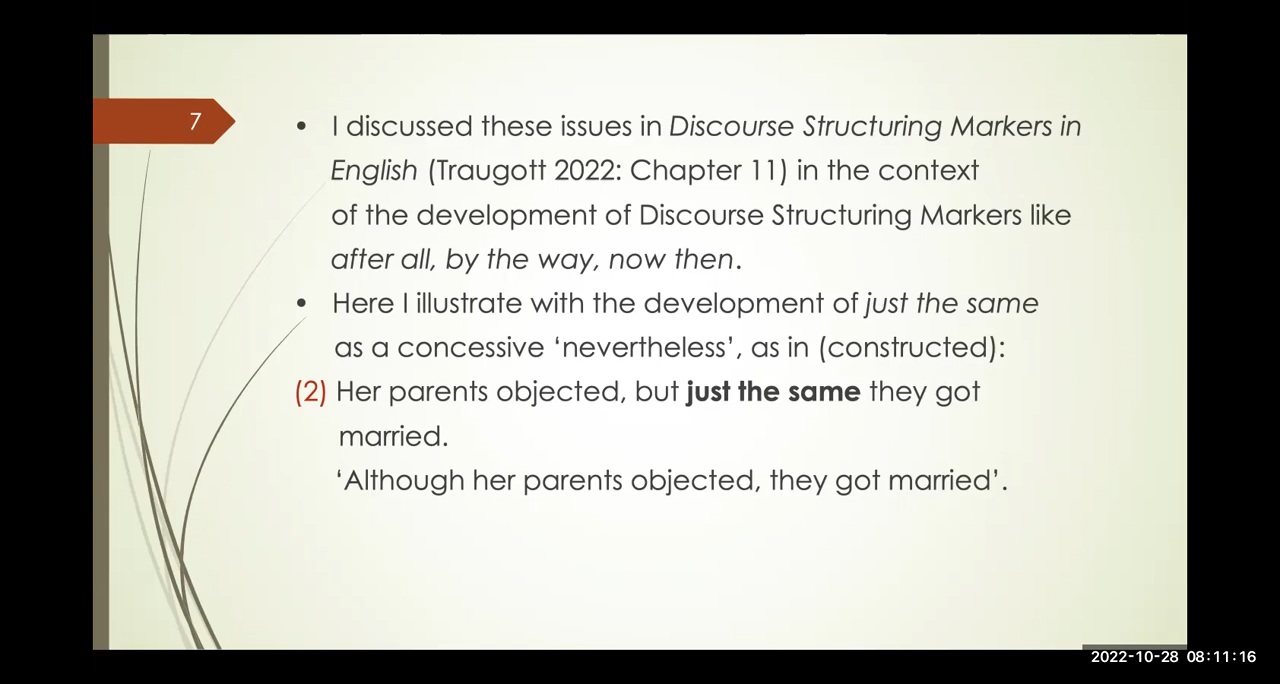 7
• I discussed these issues in Discourse Structuring Markers in
English (Traugott 2022: Chapter 11) in the context
of the development of Discourse Structuring Markers like
after all, by the way, now then.
• Here I illustrate with the development of just the same
as a concessive ‘nevertheless’, as in (constructed):
(2) Her parents objected, but just the same they got
married.
‘Although her parents objected, they got married’.
2022-10-28 08:11:16